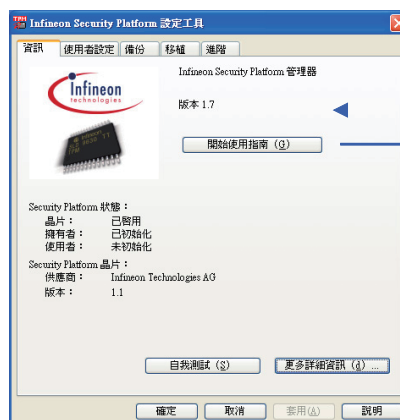 Infineon Security Platform 設定工具
資訊 使用者設定 備份 移植 進階
Infineon Security Platform 管理器
Infineon
technologies
版本 1.7
開始使用指南 (G)
Security Platform 狀態：
晶片： 已啓用
擁有者： 已初始化
使用者： 未初始化
Security Platform 晶片：
供應商： Infineon Technologies AG
版本： 1.1
自我測試 (S) 更多詳細資訊 (d) ...
確定 取消 套用(A) 說明